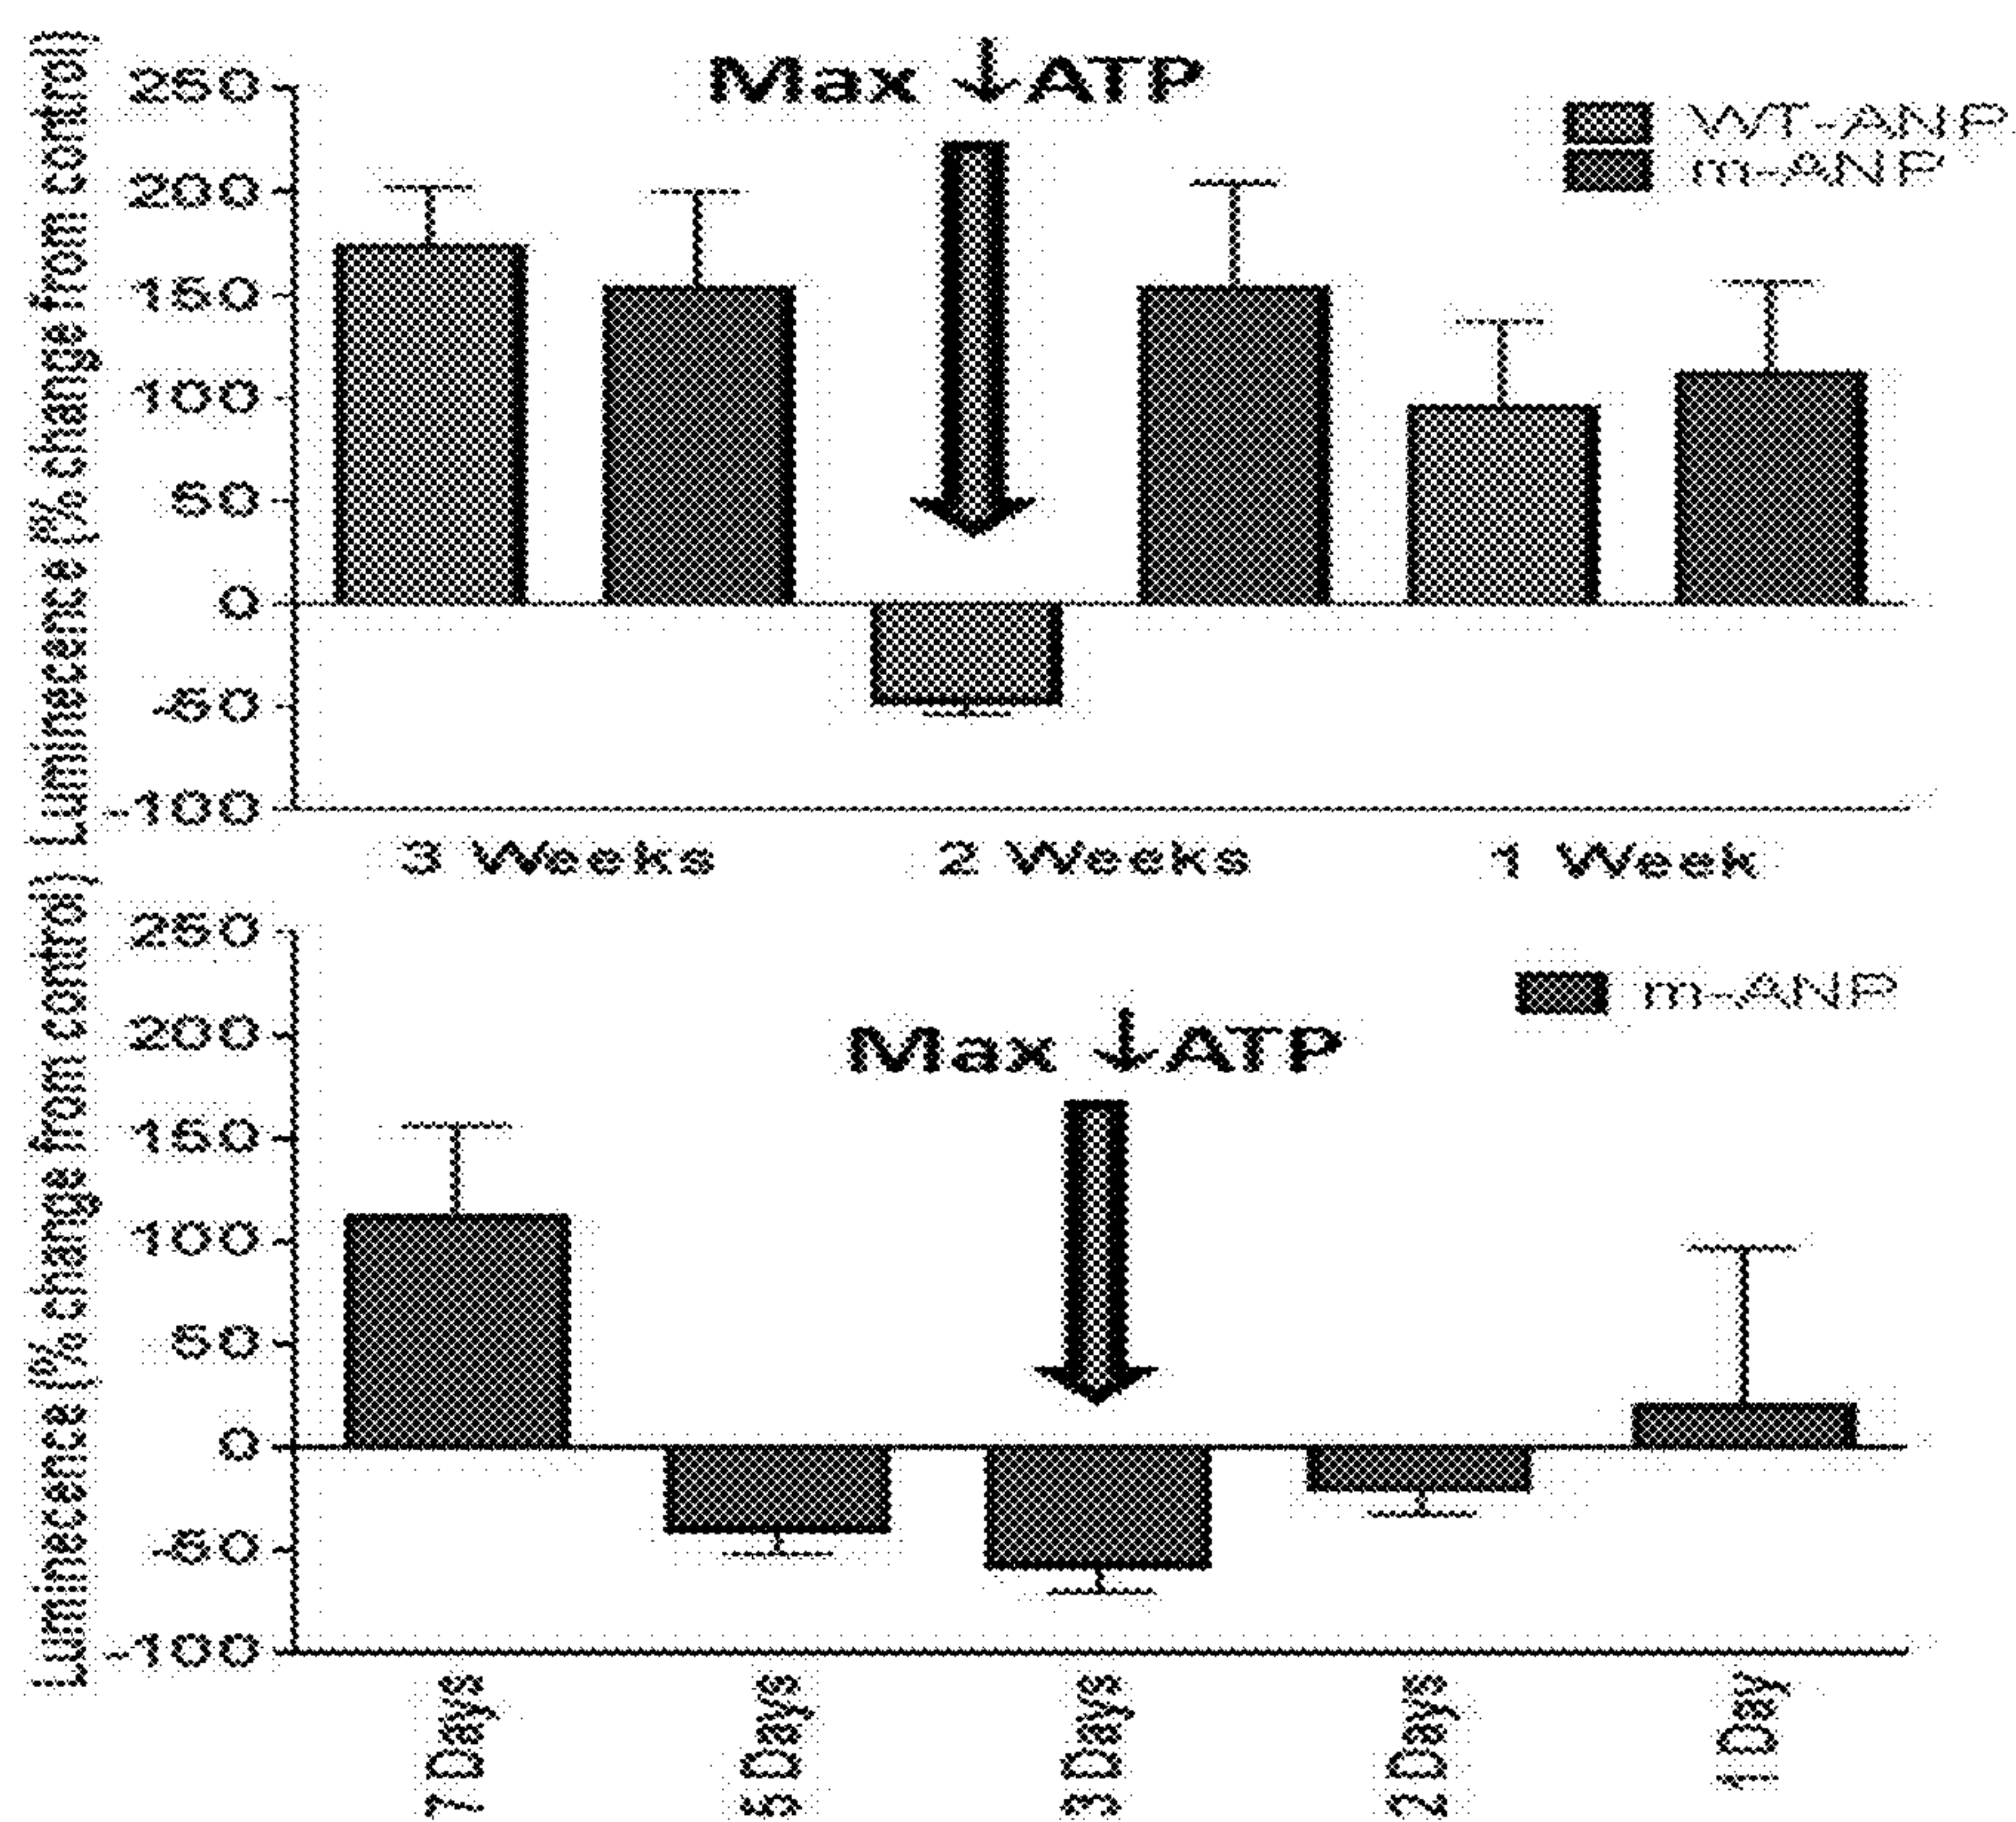 Luminecence (% change from control)
250
200
150
100
50
0
-50
-100
Max ↓ATP
WT-ANP
m-ANP
3 Weeks
2 Weeks
1 Week
Luminecence (% change from control)
250
200
150
100
50
0
-50
-100
Max ↓ATP
m-ANP
7 Days
5 Days
3 Days
2 Days
1 Day